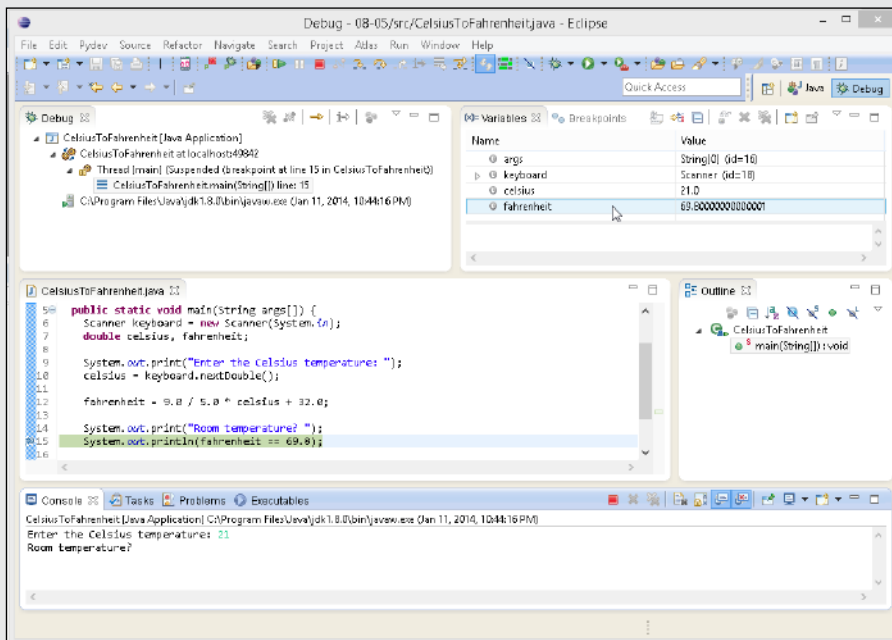 Debug - 08-05/src/CelsiusToFahrenheit.java - Eclipse
File Edit Pydev Source Refactor Navigate Search Project Atlas Run Window Help
Quick Access
Java
Debug
Debug
CelsiusToFahrenheit [Java Application]
CelsiusToFahrenheit at localhost:49842
Thread [main] (Suspended (breakpoint at line 15 in CelsiusToFahrenheit))
CelsiusToFahrenheit.main(String[]) line: 15
C:\Program Files\Java\jdk1.8.0\bin\javaw.exe (Jan 11, 2014, 10:44:16 PM)
(x)= Variables
Breakpoints
Name Value
args String[0] (id=16)
keyboard Scanner (id=18)
celsius 21.0
fahrenheit 69.80000000000001
CelsiusToFahrenheit.java
5 public static void main(String args[]) {
6 Scanner keyboard = new Scanner(System.in);
7 double celsius, fahrenheit;
8
9 System.out.print("Enter the Celsius temperature: ");
10 celsius = keyboard.nextDouble();
11
12 fahrenheit = 9.0 / 5.0 * celsius + 32.0;
13
14 System.out.print("Room temperature? ");
15 System.out.println(fahrenheit == 69.8);
16
Outline
CelsiusToFahrenheit
S main(String[]) : void
Console Tasks Problems Executables
CelsiusToFahrenheit [Java Application] C:\Program Files\Java\jdk1.8.0\bin\javaw.exe (Jan 11, 2014, 10:44:16 PM)
Enter the Celsius temperature: 21
Room temperature?